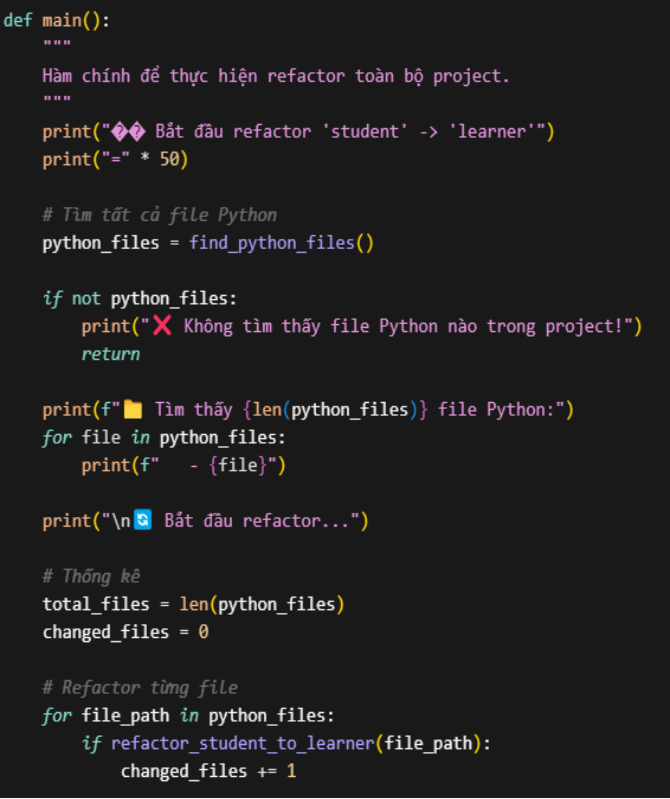 def main():
    """
    Hàm chính để thực hiện refactor toàn bộ project.
    """
    print("�� Bắt đầu refactor 'student' -> 'learner'")
    print("=" * 50)

    # Tìm tất cả file Python
    python_files = find_python_files()

    if not python_files:
        print("❌ Không tìm thấy file Python nào trong project!")
        return

    print(f"📁 Tìm thấy {len(python_files)} file Python:")
    for file in python_files:
        print(f"   - {file}")

    print("\n🔄 Bắt đầu refactor...")

    # Thống kê
    total_files = len(python_files)
    changed_files = 0

    # Refactor từng file
    for file_path in python_files:
        if refactor_student_to_learner(file_path):
            changed_files += 1